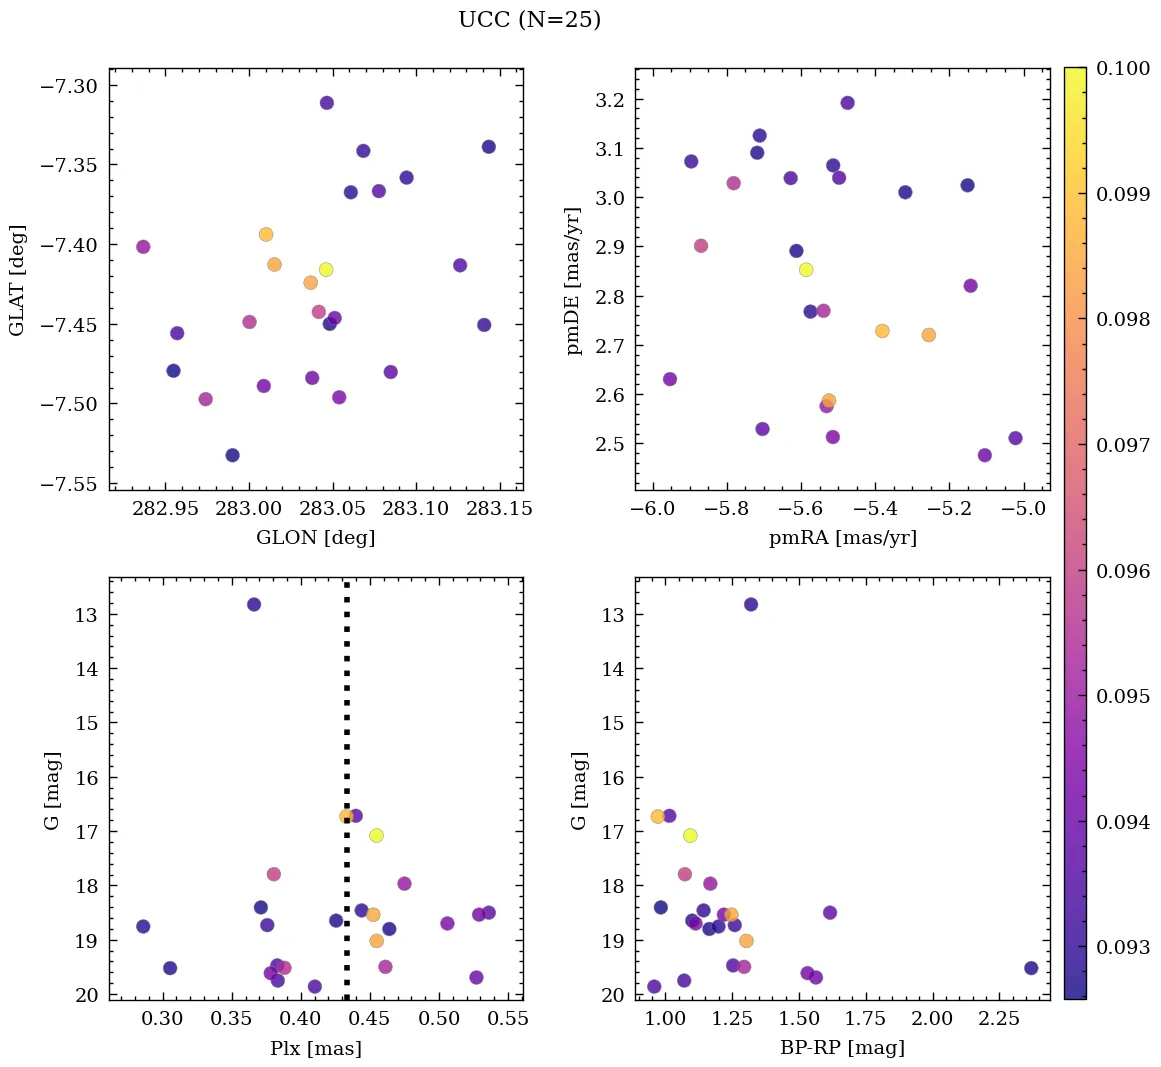 UCC (N=25)
−7.30
−7.35
−7.40
−7.45
−7.50
−7.55
GLAT [deg]
282.95 283.00 283.05 283.10 283.15
GLON [deg]
3.2
3.1
3.0
2.9
2.8
2.7
2.6
2.5
pmDE [mas/yr]
−6.0 −5.8 −5.6 −5.4 −5.2 −5.0
pmRA [mas/yr]
13
14
15
16
17
18
19
20
G [mag]
0.30 0.35 0.40 0.45 0.50 0.55
Plx [mas]
13
14
15
16
17
18
19
20
G [mag]
1.00 1.25 1.50 1.75 2.00 2.25
BP-RP [mag]
0.100
0.099
0.098
0.097
0.096
0.095
0.094
0.093